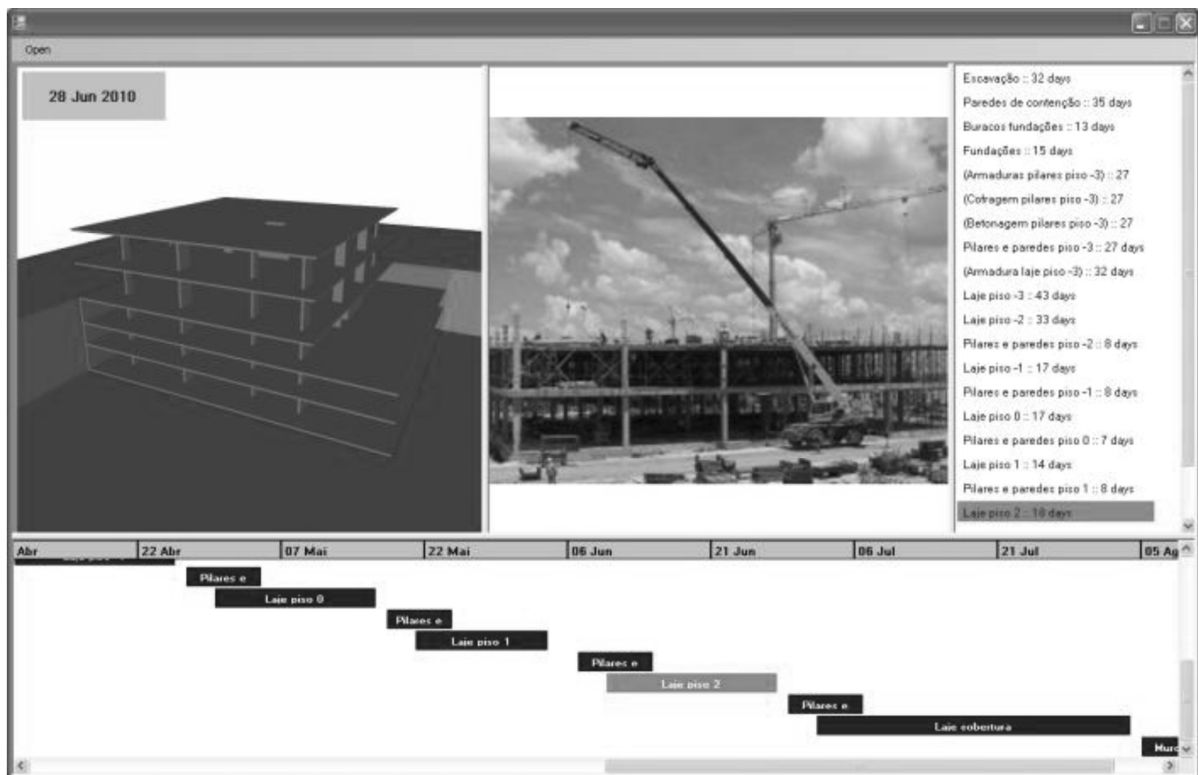 Open
28 Jun 2010
Escavação :: 32 days
Paredes de contenção :: 35 days
Buracos fundações :: 13 days
Fundações :: 15 days
(Armaduras pilares piso -3) :: 27
(Cofragem pilares piso -3) :: 27
(Betonagem pilares piso -3) :: 27
Pilares e paredes piso -3 :: 27 days
(Armadura laje piso -3) :: 32 days
Laje piso -3 :: 43 days
Laje piso -2 :: 33 days
Pilares e paredes piso -2 :: 8 days
Laje piso -1 :: 17 days
Pilares e paredes piso -1 :: 8 days
Laje piso 0 :: 17 days
Pilares e paredes piso 0 :: 7 days
Laje piso 1 :: 14 days
Pilares e paredes piso 1 :: 8 days
Laje piso 2 :: 18 days
Abr 22 Abr 07 Mai 22 Mai 06 Jun 21 Jun 06 Jul 21 Jul 05 Ag
Pilares e
Laje piso 0
Pilares e
Laje piso 1
Pilares e
Laje piso 2
Pilares e
Laje cobertura
Muro